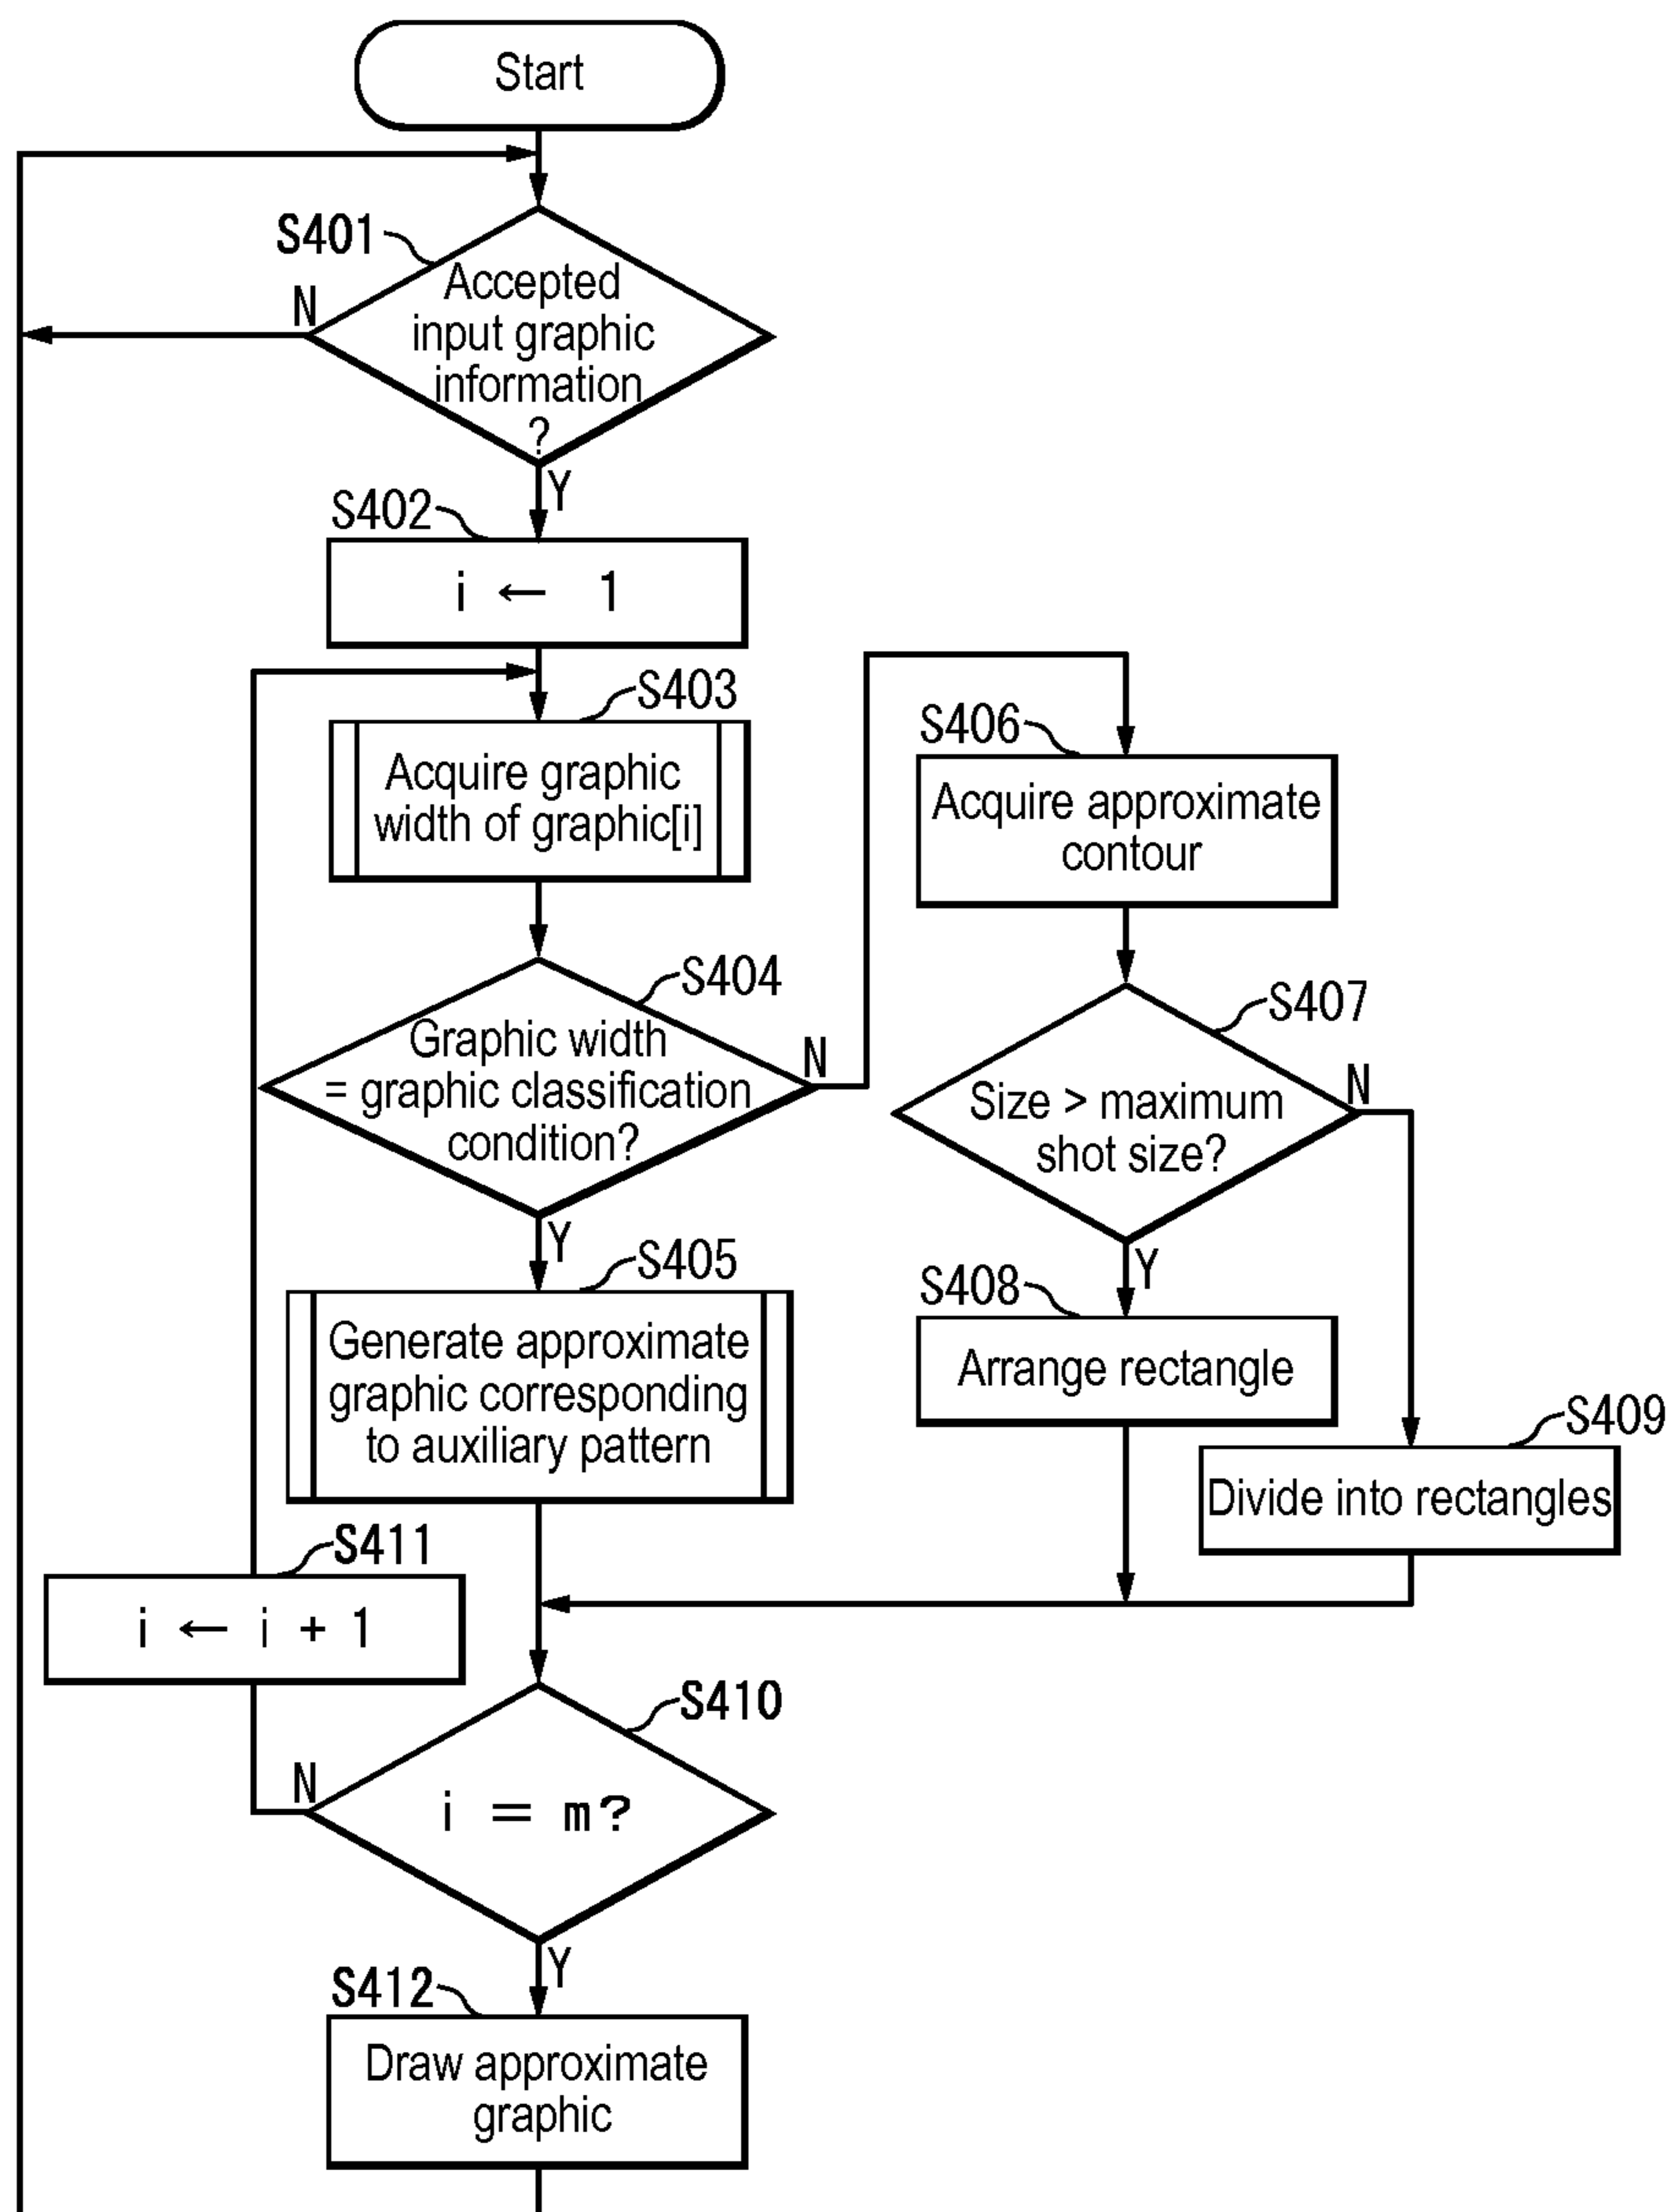 Start
S401
Accepted
input graphic
information
?
N
Y
S402
i ← 1
S403
Acquire graphic
width of graphic[i]
S404
Graphic width
= graphic classification
condition?
N
Y
S405
Generate approximate
graphic corresponding
to auxiliary pattern
S406
Acquire approximate
contour
S407
Size > maximum
shot size?
N
Y
S408
Arrange rectangle
S409
Divide into rectangles
S411
i ← i + 1
S410
i = m?
N
Y
S412
Draw approximate
graphic